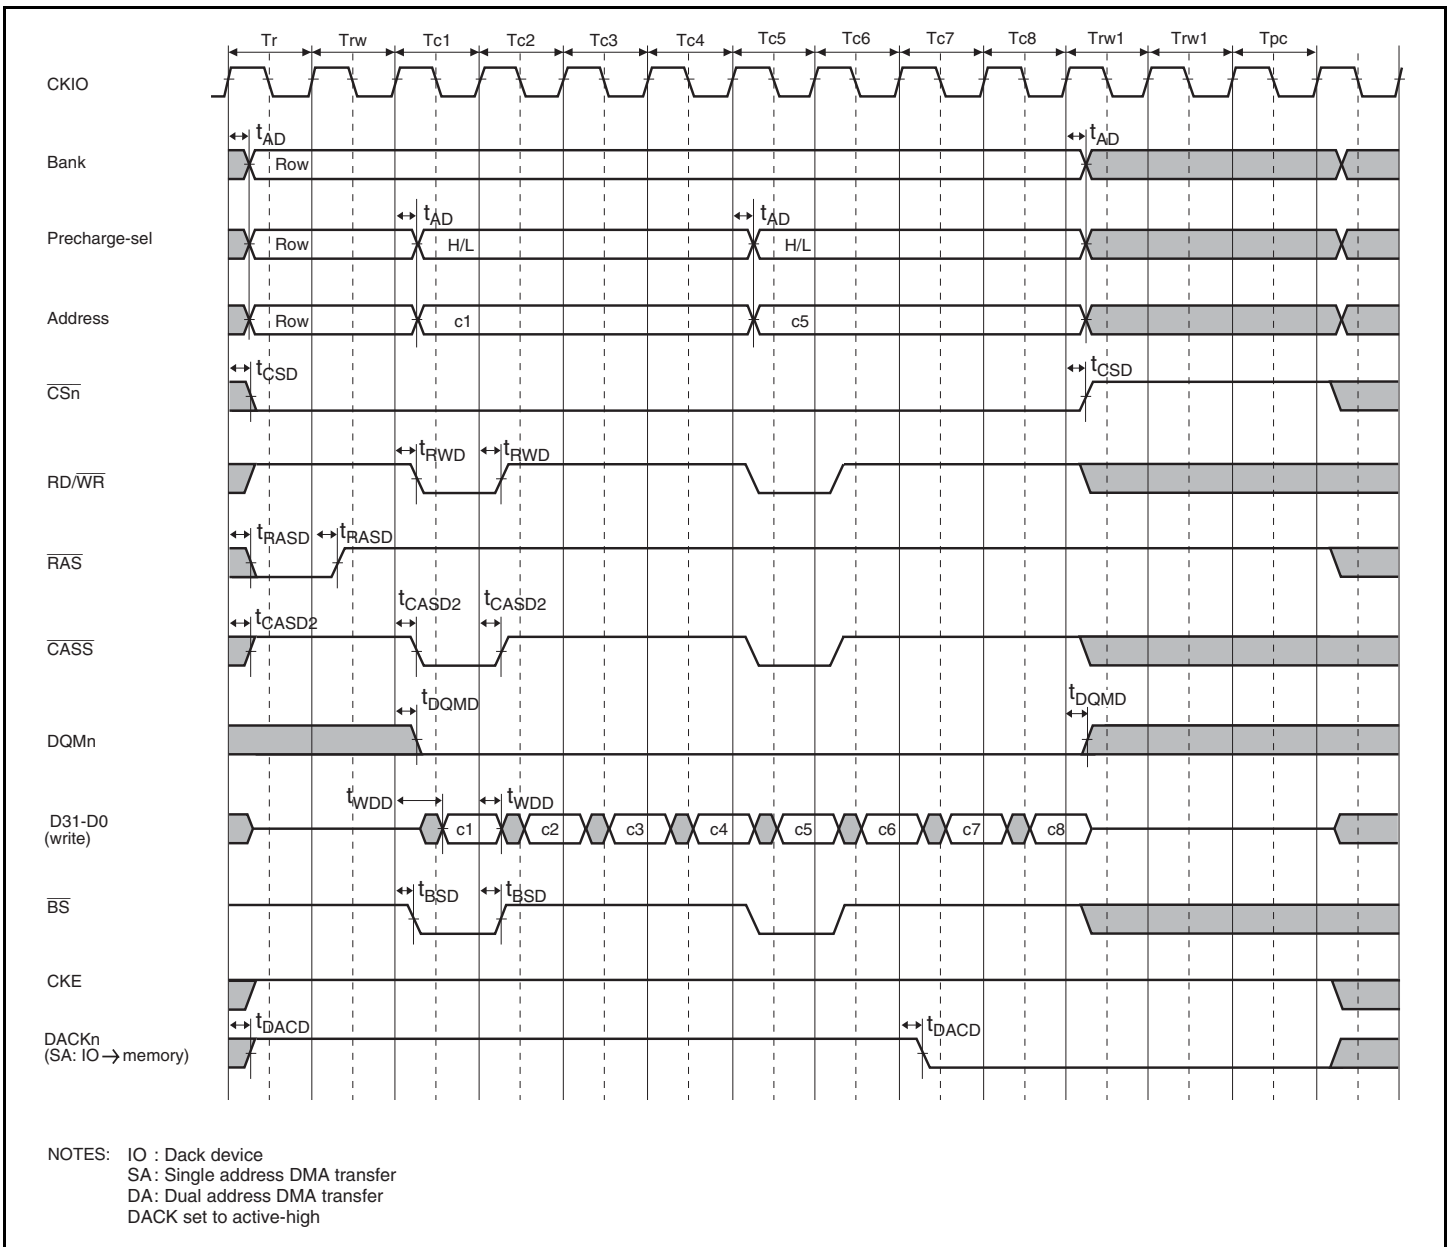 Tr Trw Tc1 Tc2 Tc3 Tc4 Tc5 Tc6 Tc7 Tc8 Trw1 Trw1 Tpc
CKIO
tAD tAD
Bank Row
tAD tAD
Precharge-sel Row H/L H/L
Address Row c1 c5
tCSD tCSD
CSn
tRWD tRWD
RD/WR
tRASD tRASD
RAS
tCASD2 tCASD2 tCASD2
CASS
tDQMD tDQMD
DQMn
tWDD tWDD
D31-D0 c1 c2 c3 c4 c5 c6 c7 c8
(write)
tBSD tBSD
BS
CKE
tDACD tDACD
DACKn
(SA: IO → memory)
NOTES: IO : Dack device
SA: Single address DMA transfer
DA: Dual address DMA transfer
DACK set to active-high